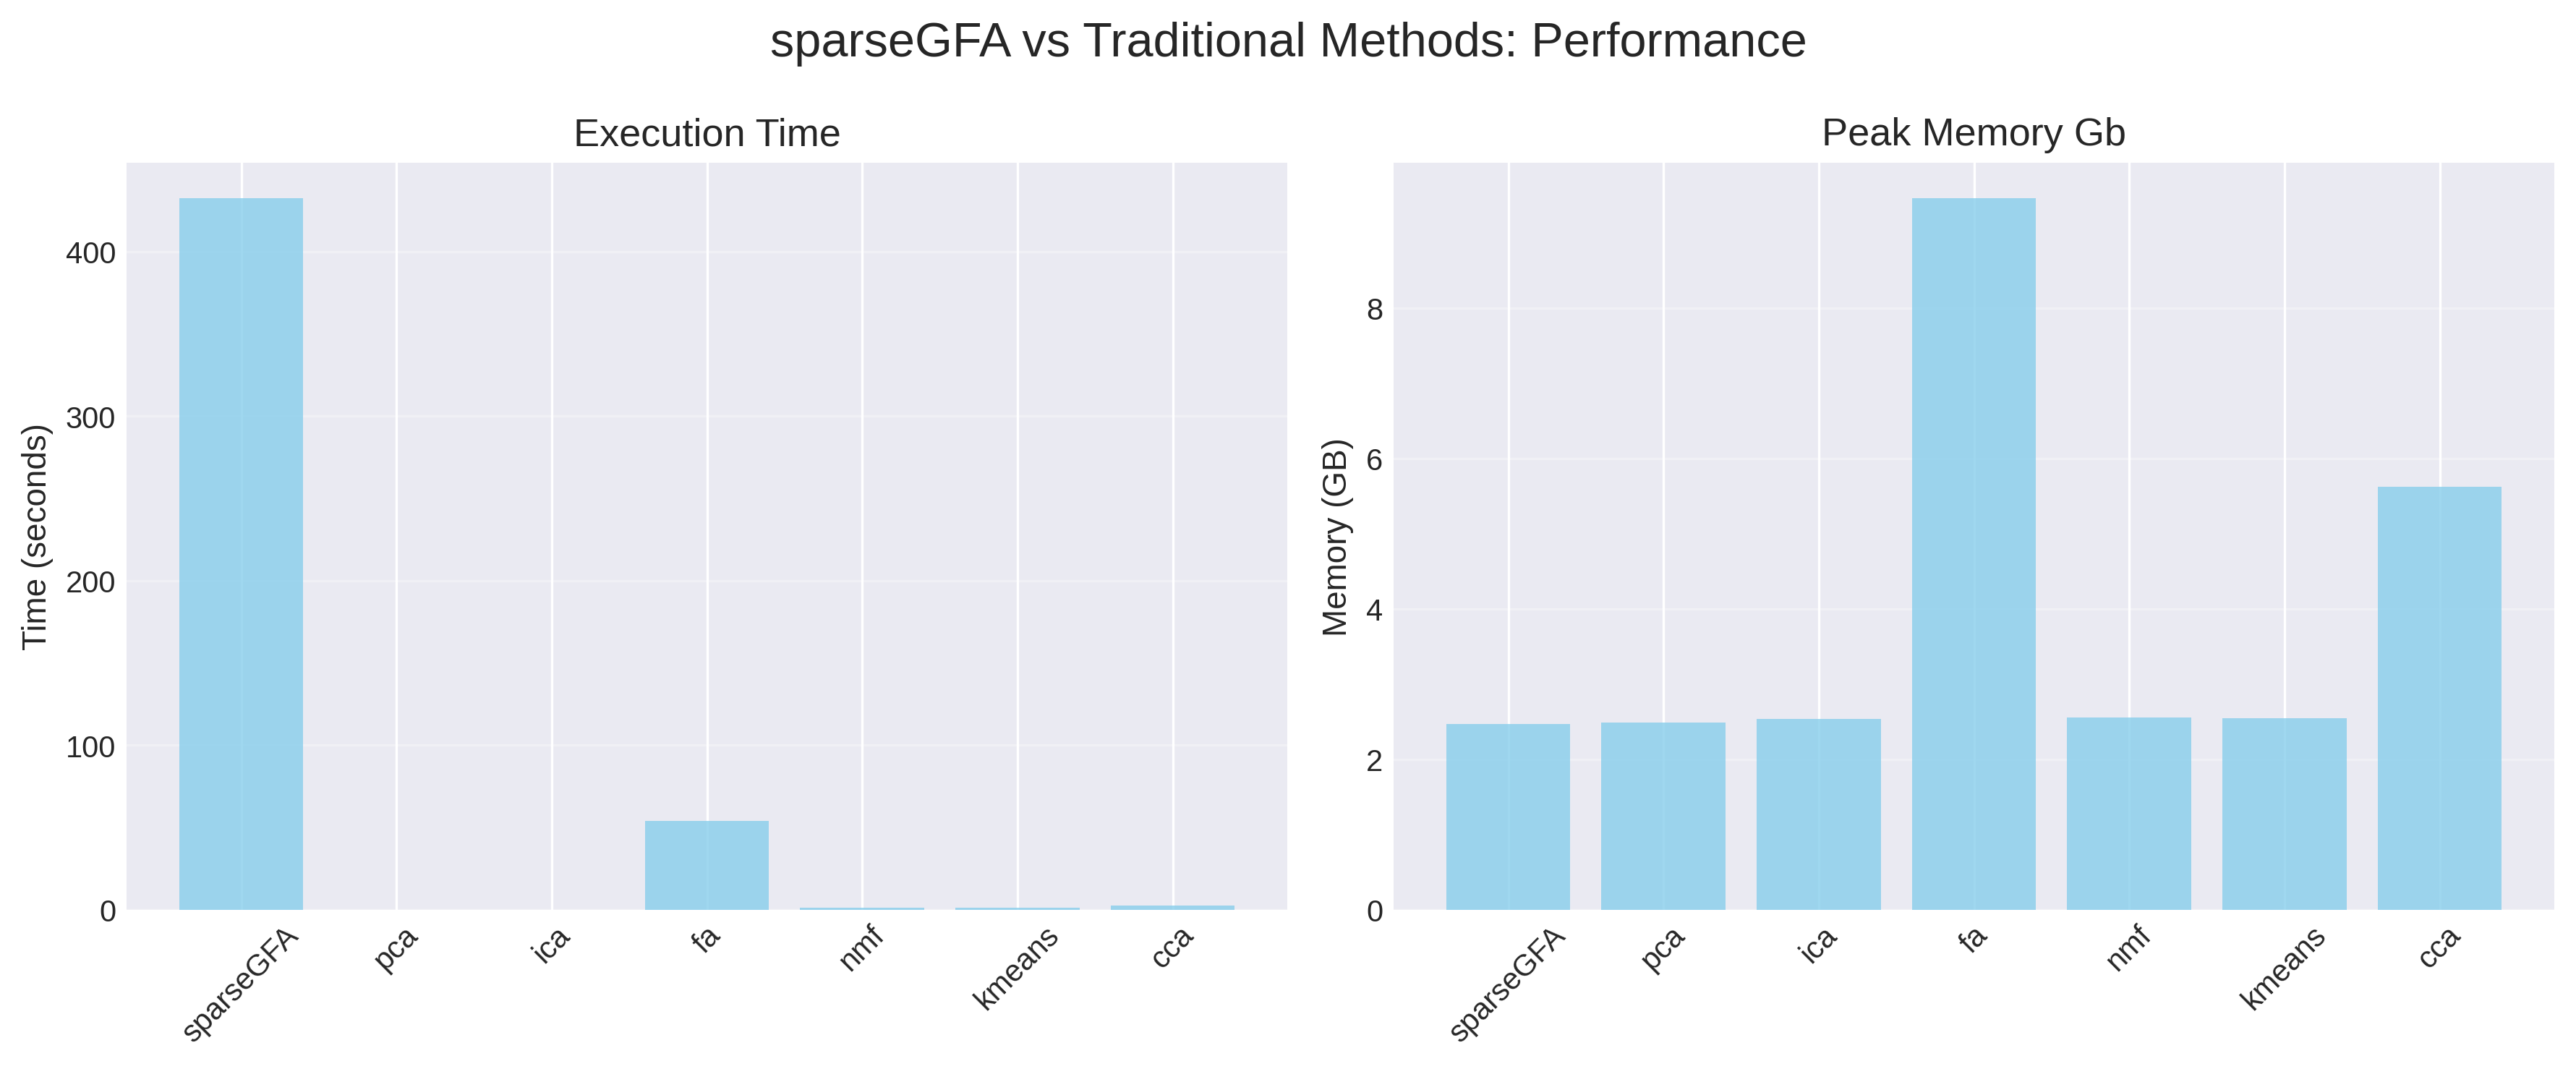 sparseGFA vs Traditional Methods: Performance
Execution Time
Time (seconds)
400
300
200
100
0
sparseGFA
pca
ica
fa
nmf
kmeans
cca
Peak Memory Gb
Memory (GB)
8
6
4
2
0
sparseGFA
pca
ica
fa
nmf
kmeans
cca